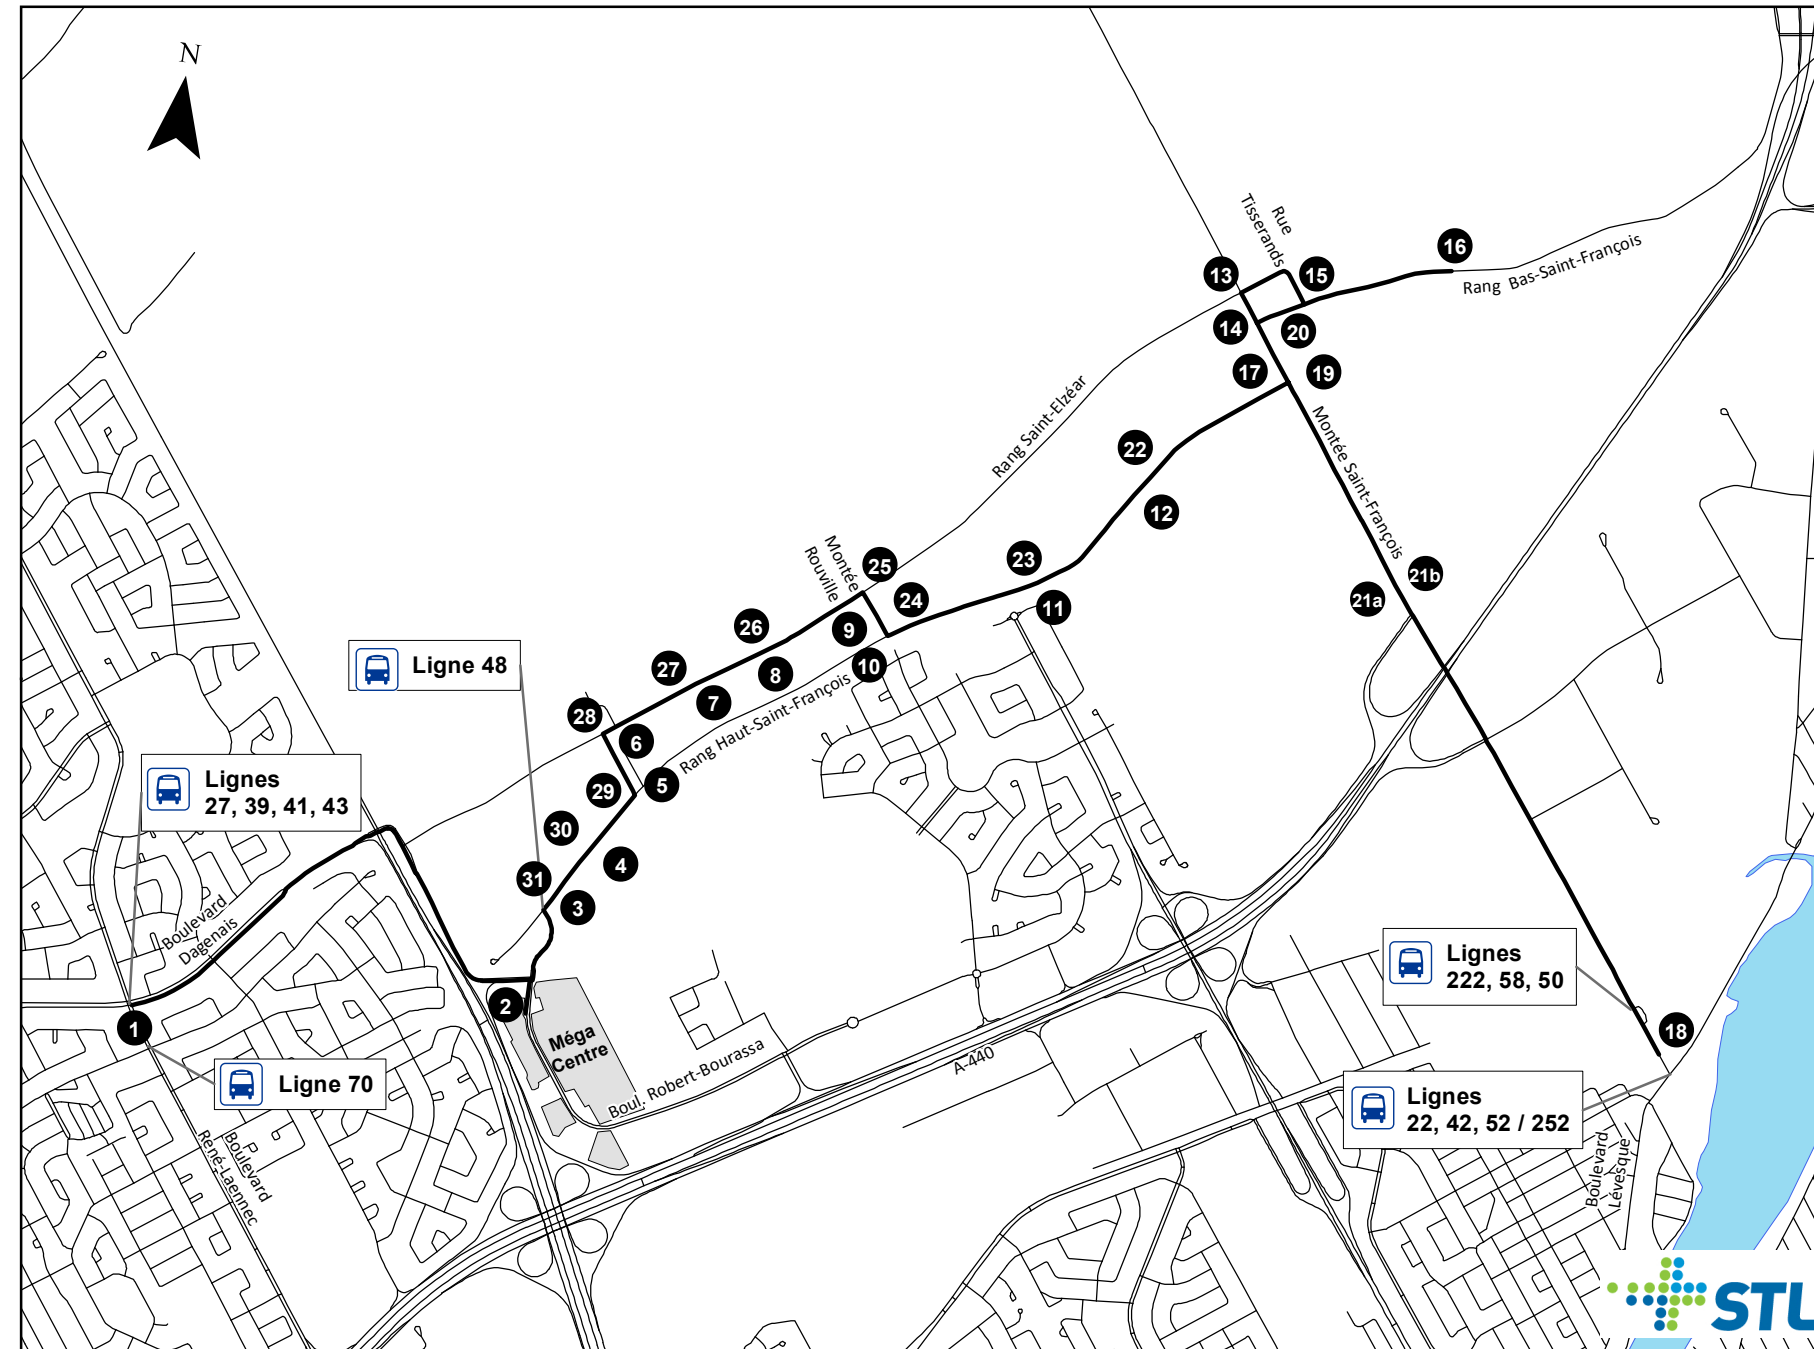 N
Rue
Tisserands
16
13
15
Rang Bas-Saint-François
14
20
17
19
Rang Saint-Elzéar
Montée Saint-François
22
12
Montée
Rouville
25
23
21b
21a
24
11
26
9
Ligne 48
27
8
10
7
28
6
Rang Haut-Saint-François
5
29
Lignes
27, 39, 41, 43
30
4
31
3
Boulevard
Dagenais
Lignes
222, 58, 50
2
1
18
Méga
Centre
Boul. Robert-Bourassa
A-440
Ligne 70
Lignes
22, 42, 52 / 252
Boulevard
René-Laennec
Boulevard
Lévesque
STL